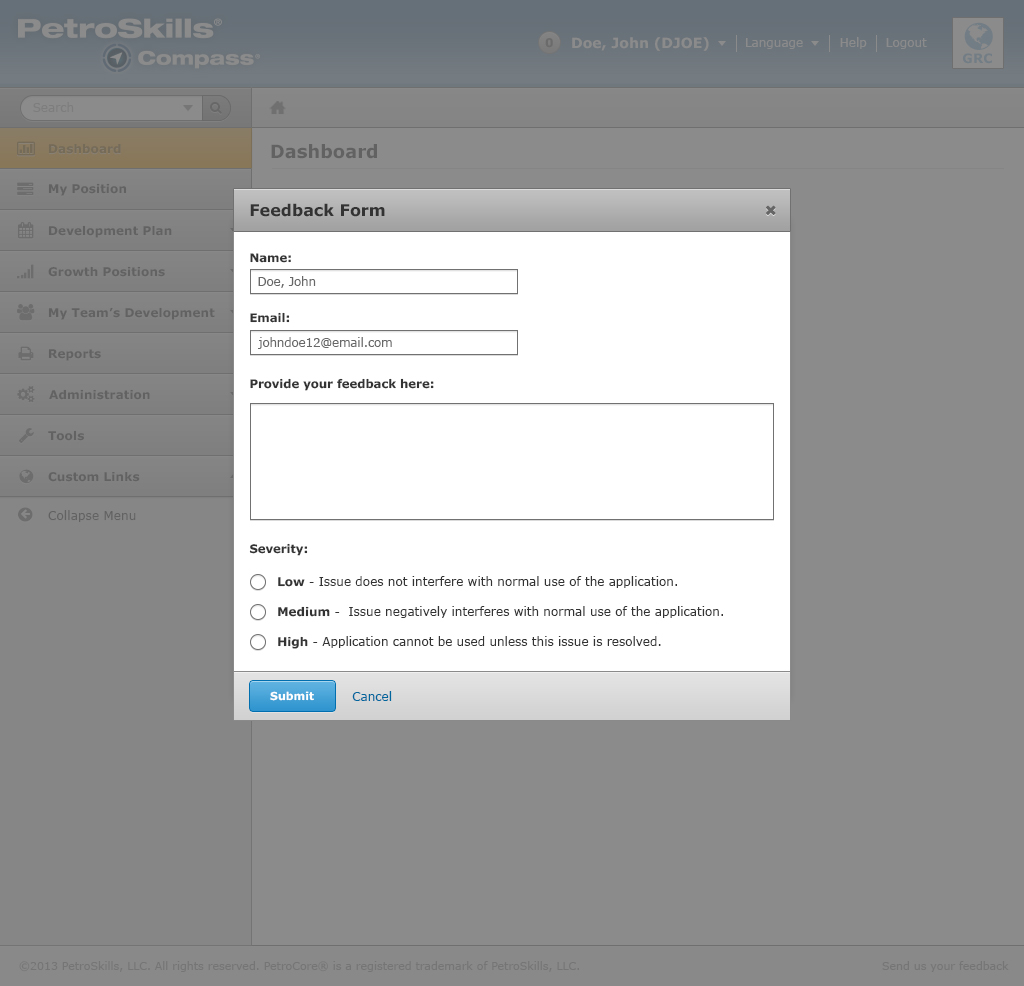 PetroSkills®
Compass
0 Doe, John (DJOE) Language Help Logout
GRC
Search
Dashboard
Dashboard
My Position
Development Plan
Growth Positions
My Team's Development
Reports
Administration
Tools
Custom Links
Collapse Menu
Feedback Form
Name:
Doe, John
Email:
johndoe12@email.com
Provide your feedback here:
Severity:
Low - Issue does not interfere with normal use of the application.
Medium - Issue negatively interferes with normal use of the application.
High - Application cannot be used unless this issue is resolved.
Submit Cancel
©2013 PetroSkills, LLC. All rights reserved. PetroCore® is a registered trademark of PetroSkills, LLC.
Send us your feedback